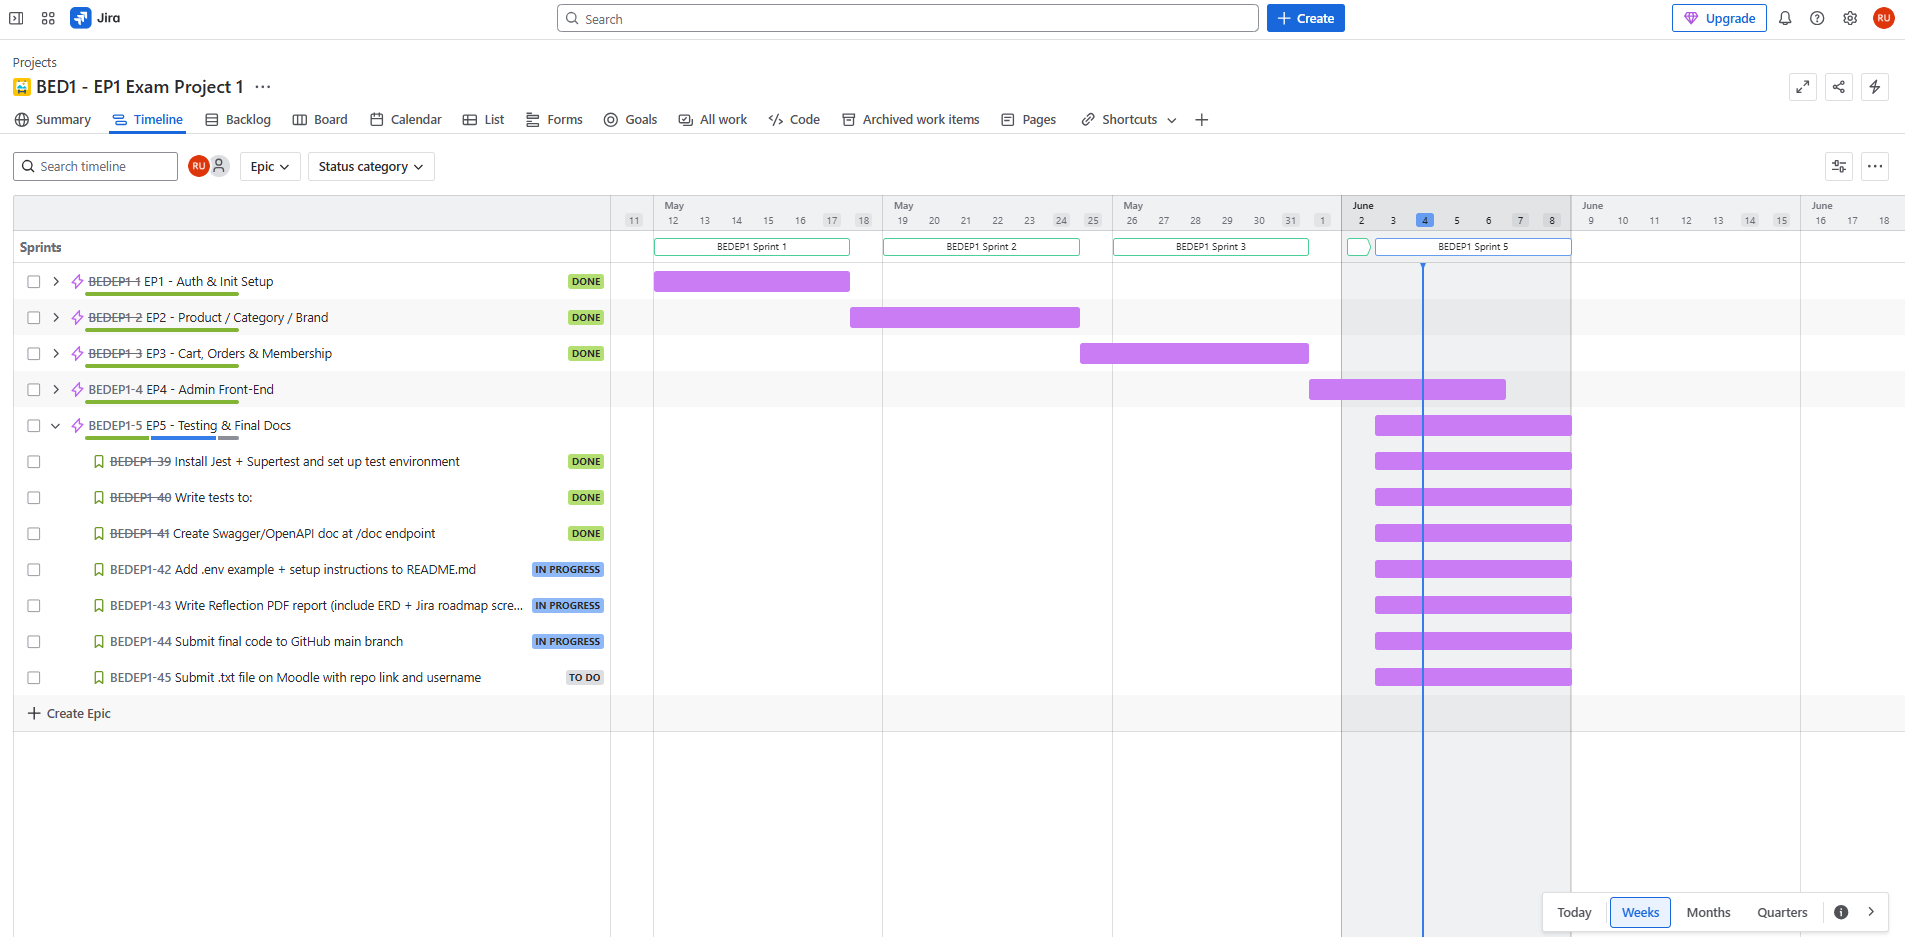 Jira
Search
Create
Upgrade
RU
Projects
BED1 - EP1 Exam Project 1
Summary
Timeline
Backlog
Board
Calendar
List
Forms
Goals
All work
Code
Archived work items
Pages
Shortcuts
Search timeline
RU
Epic
Status category
May
May
May
June
June
June
11 12 13 14 15 16 17 18 19 20 21 22 23 24 25 26 27 28 29 30 31 1 2 3 4 5 6 7 8 9 10 11 12 13 14 15 16 17 18
Sprints
BEDEP1 Sprint 1
BEDEP1 Sprint 2
BEDEP1 Sprint 3
BEDEP1 Sprint 5
BEDEP1-1 EP1 - Auth & Init Setup DONE
BEDEP1-2 EP2 - Product / Category / Brand DONE
BEDEP1-3 EP3 - Cart, Orders & Membership DONE
BEDEP1-4 EP4 - Admin Front-End
BEDEP1-5 EP5 - Testing & Final Docs
BEDEP1-39 Install Jest + Supertest and set up test environment DONE
BEDEP1-40 Write tests to: DONE
BEDEP1-41 Create Swagger/OpenAPI doc at /doc endpoint DONE
BEDEP1-42 Add .env example + setup instructions to README.md IN PROGRESS
BEDEP1-43 Write Reflection PDF report (include ERD + Jira roadmap scre... IN PROGRESS
BEDEP1-44 Submit final code to GitHub main branch IN PROGRESS
BEDEP1-45 Submit .txt file on Moodle with repo link and username TO DO
Create Epic
Today
Weeks
Months
Quarters